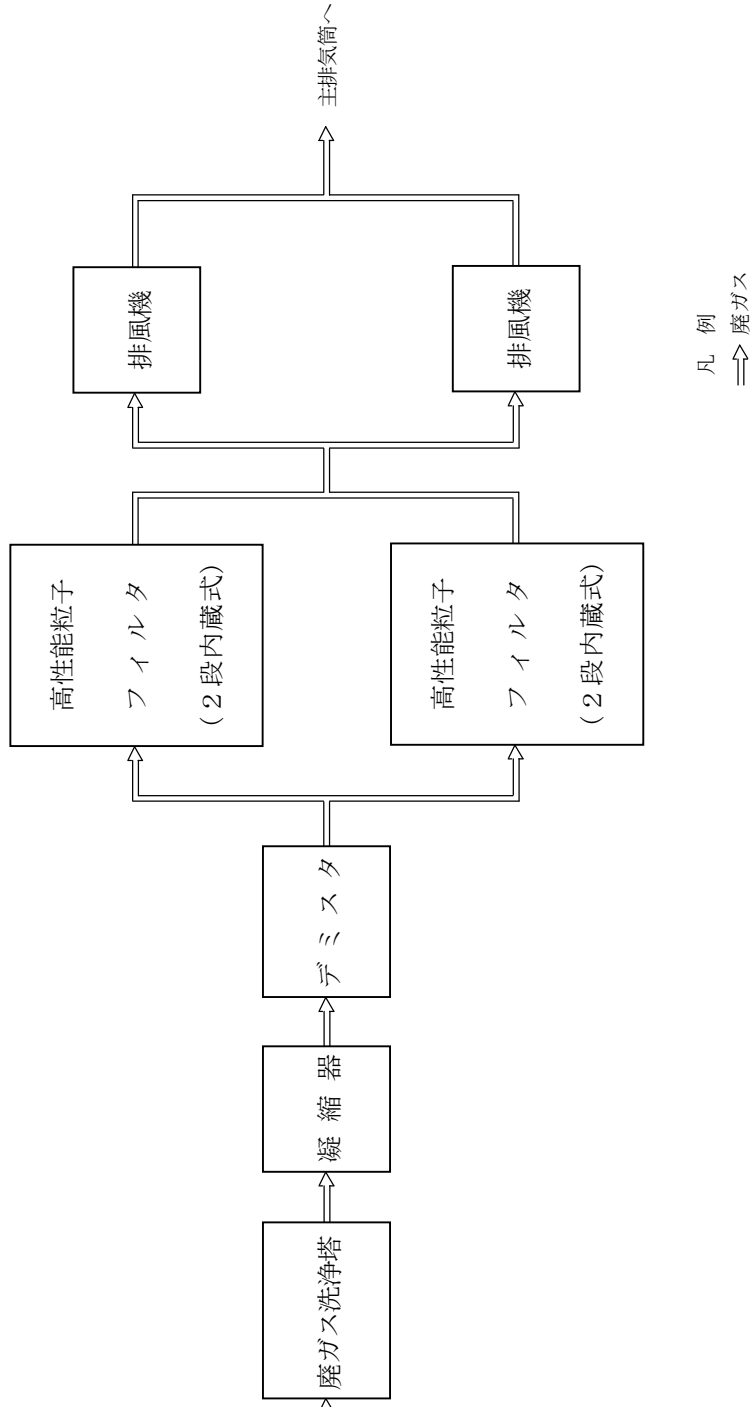 廃ガス洗浄塔
凝縮器
デミスタ
高性能粒子
フィルタ
(2段内蔵式)
高性能粒子
フィルタ
(2段内蔵式)
排風機
排風機
主排気筒へ
凡例
廃ガス